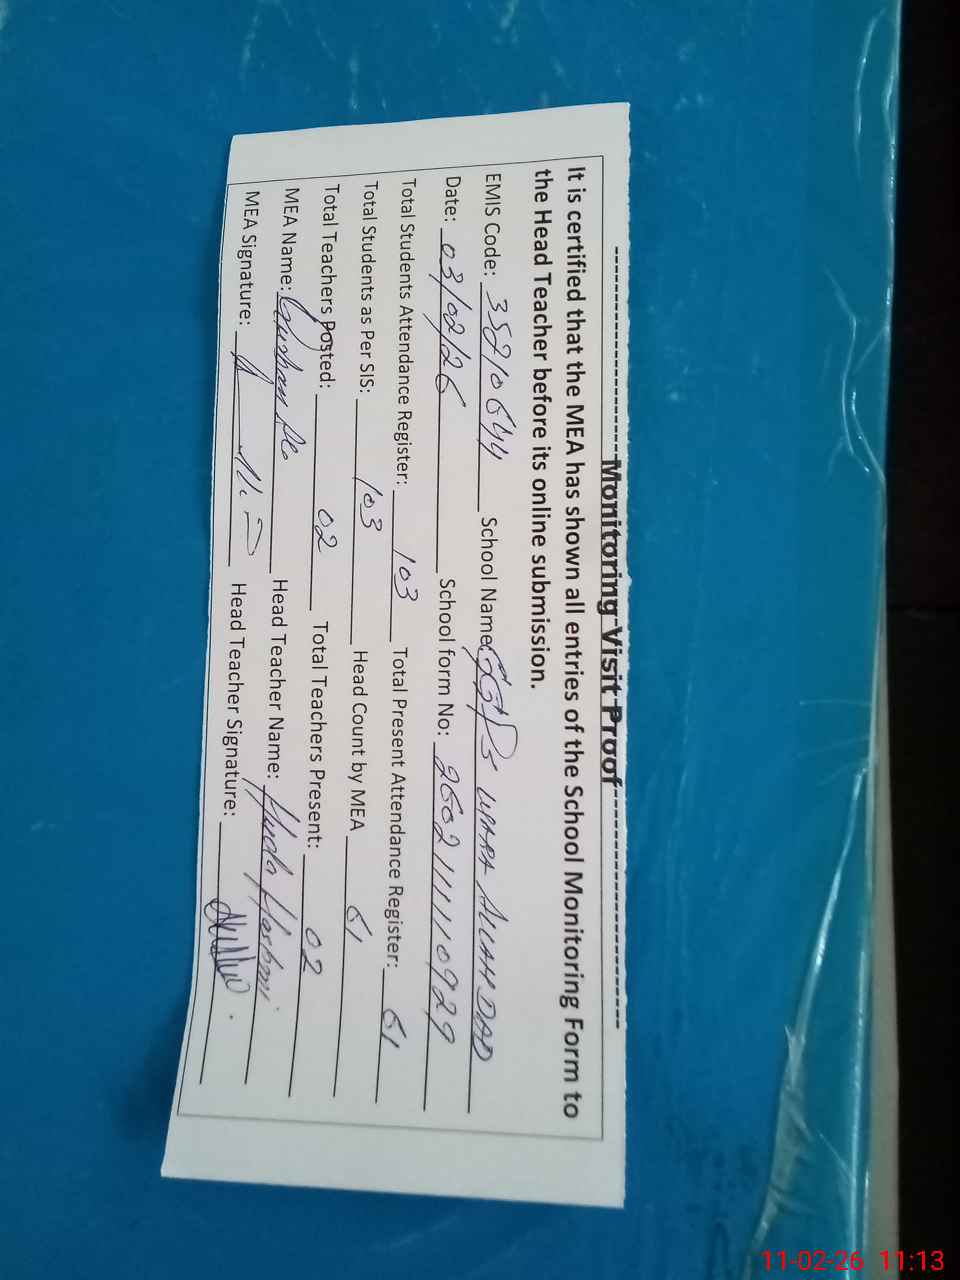 Monitoring Visit Proof
It is certified that the MEA has shown all entries of the School Monitoring Form to
the Head Teacher before its online submission.
EMIS Code: 35210644 School Name: GGPS WARA ALLAH DAD
Date: 03/02/26 School form No: 26021111 0929
Total Students Attendance Register: 103 Total Present Attendance Register: 61
Total Students as Per SIS: 103 Head Count by MEA 61
Total Teachers Posted: 02 Total Teachers Present: 02
MEA Name: Head Teacher Name: Huda Hashmi
MEA Signature: Head Teacher Signature:
11-02-26 11:13